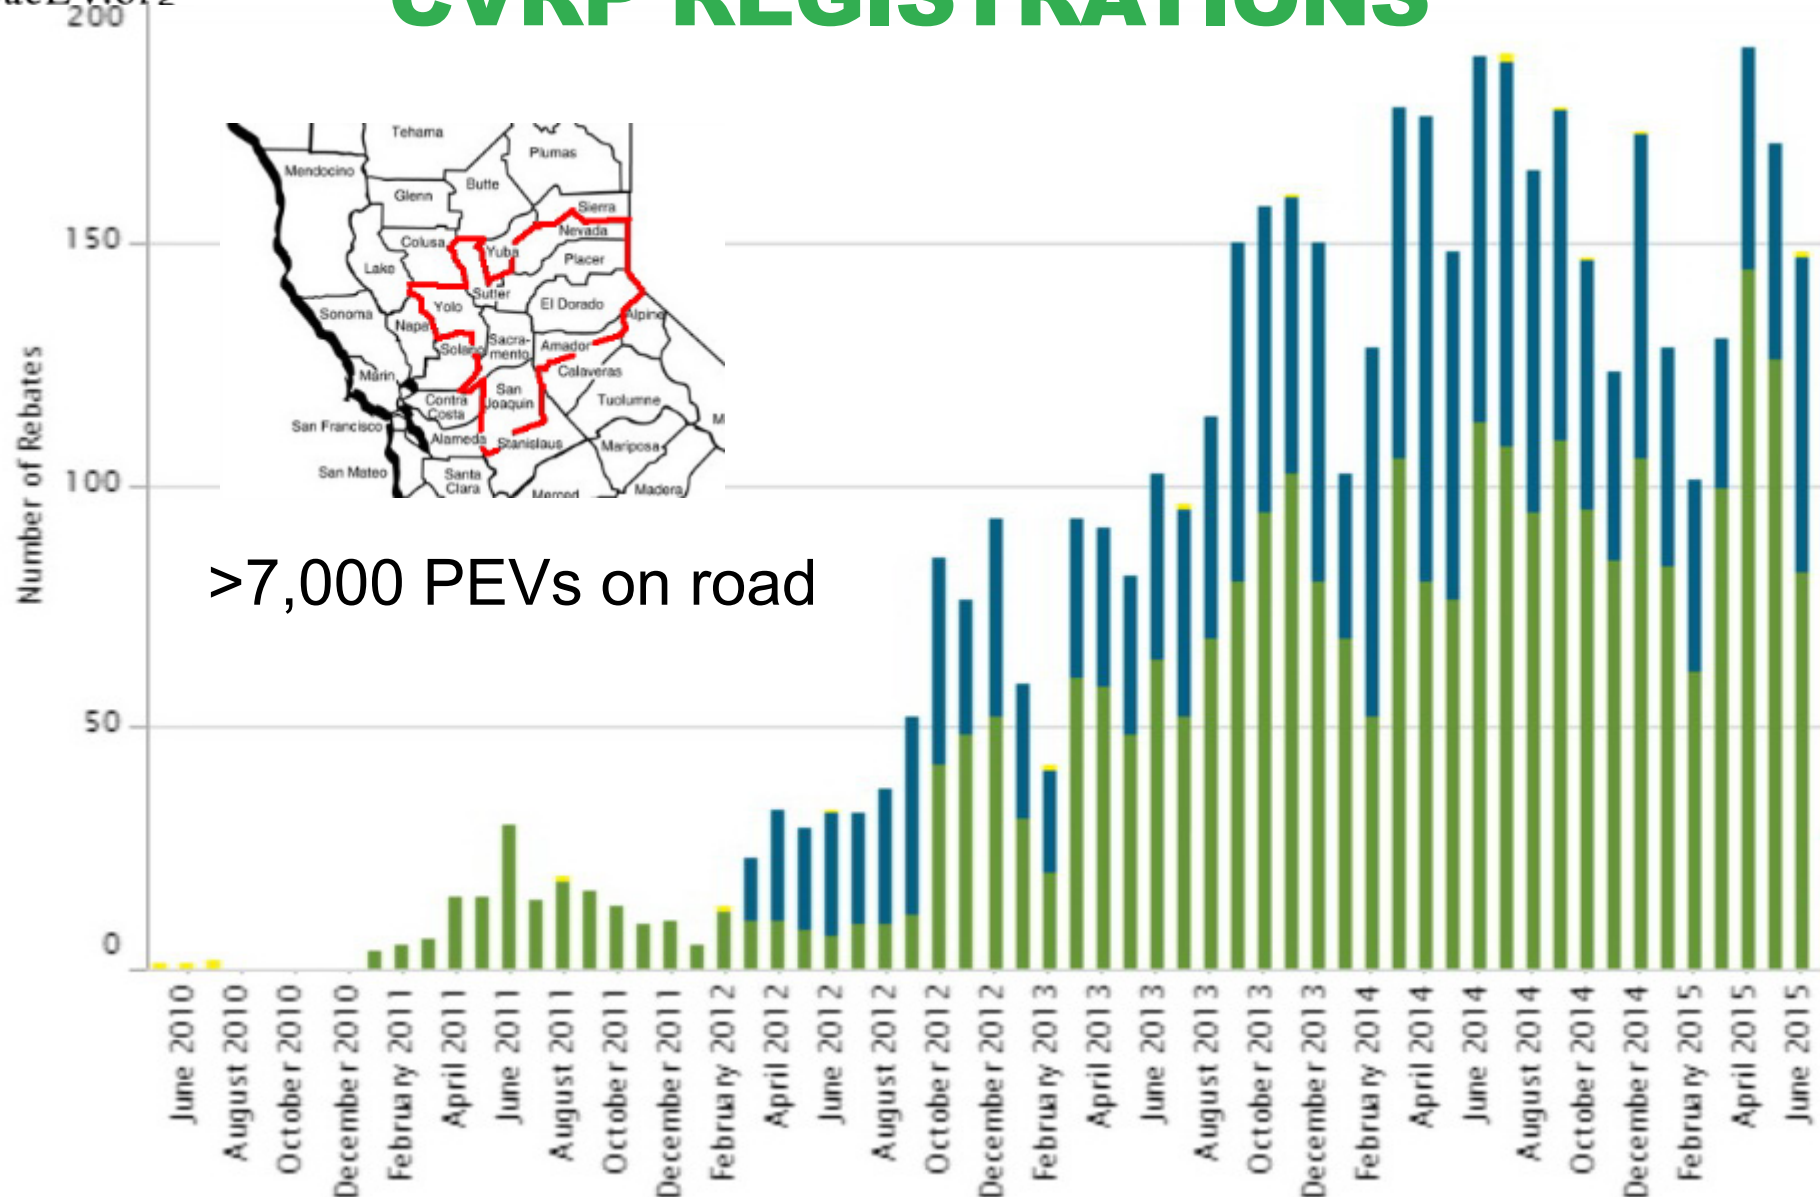 CVRP REGISTRATIONS
200
150
100
50
0
Number of Rebates
Tehama
Plumas
Mendocino
Butte
Glenn
Sierra
Nevada
Colusa
Yuba
Placer
Lake
Sutter
Yolo
El Dorado
Sonoma
Napa
Alpine
Sacra-
mento
Solano
Amador
Marin
Calaveras
San
Joaquin
Contra
Costa
Tuolumne
San Francisco
Alameda
Stanislaus
Mariposa
M
San Mateo
Santa
Clara
Merced
Madera
>7,000 PEVs on road
June 2010
August 2010
October 2010
December 2010
February 2011
April 2011
June 2011
August 2011
October 2011
December 2011
February 2012
April 2012
June 2012
August 2012
October 2012
December 2012
February 2013
April 2013
June 2013
August 2013
October 2013
December 2013
February 2014
April 2014
June 2014
August 2014
October 2014
December 2014
February 2015
April 2015
June 2015